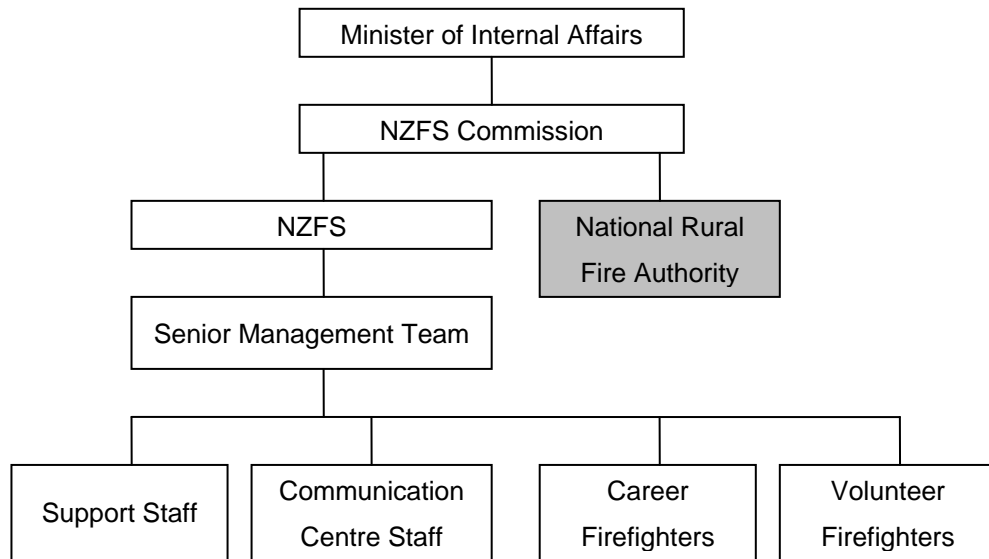 Minister of Internal Affairs
NZFS Commission
NZFS
National Rural
Fire Authority
Senior Management Team
Support Staff
Communication
Centre Staff
Career
Firefighters
Volunteer
Firefighters